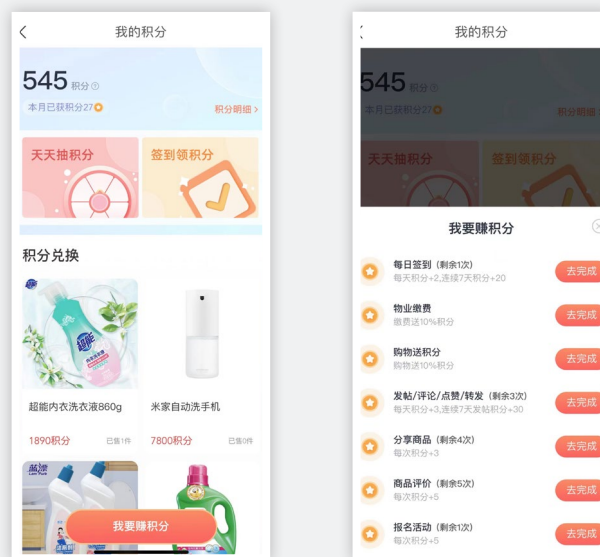 我的积分
545 积分
本月已获积分27
积分明细
天天抽积分
签到领积分
积分兑换
超能
超能内衣洗衣液860g
米家自动洗手机
1890积分
已售1件
7800积分
已售0件
蓝漂
我要赚积分
我的积分
545 积分
本月已获积分27
积分明细
天天抽积分
签到领积分
我要赚积分
每日签到（剩余1次）
每天积分+2,连续7天积分+20
去完成
物业缴费
缴费送10%积分
去完成
购物送积分
购物送10%积分
去完成
发帖/评论/点赞/转发（剩余3次）
每天积分+3,连续7天发帖积分+30
去完成
分享商品（剩余4次）
每次积分+3
去完成
商品评价（剩余5次）
每次积分+5
去完成
报名活动（剩余1次）
每次积分+5
去完成